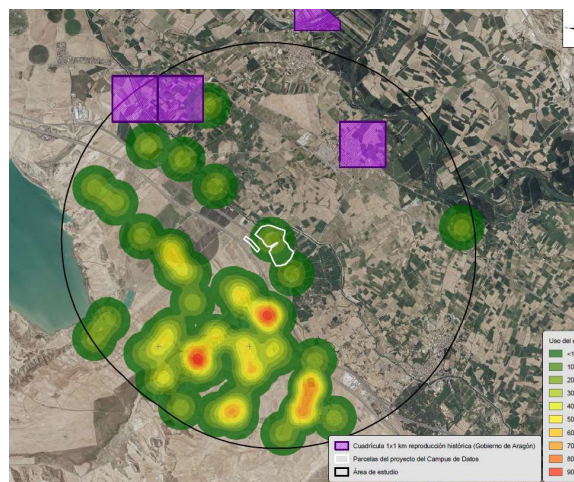 Uso del
<1
10
20
30
40
50
60
70
80
90
Cuadrícula 1x1 km reproducción histórica (Gobierno de Aragón)
Parcelas del proyecto del Campus de Datos
Área de estudio